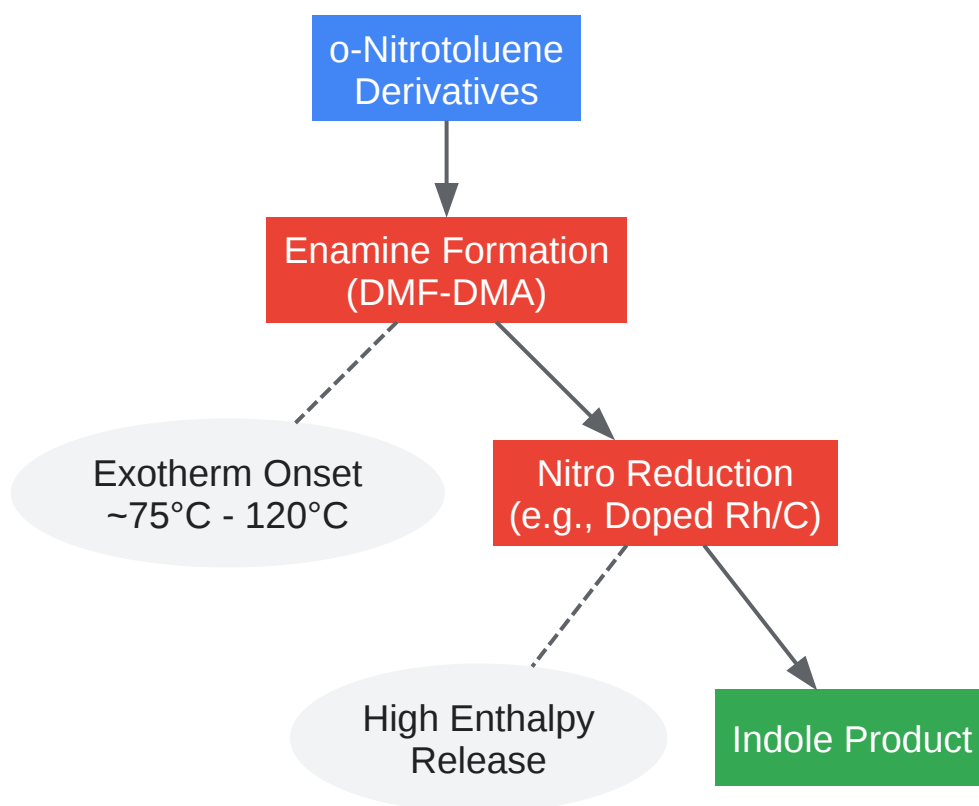 o-Nitrotoluene
Derivatives
Enamine Formation
(DMF-DMA)
Exotherm Onset
~75°C - 120°C
Nitro Reduction
(e.g., Doped Rh/C)
High Enthalpy
Release
Indole Product